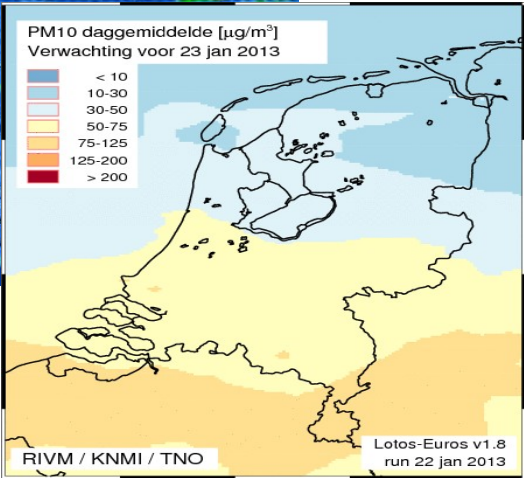 PM10 daggemiddelde [µg/m³]
Verwachting voor 23 jan 2013
< 10
10-30
30-50
50-75
75-125
125-200
> 200
RIVM / KNMI / TNO
Lotos-Euros v1.8
run 22 jan 2013